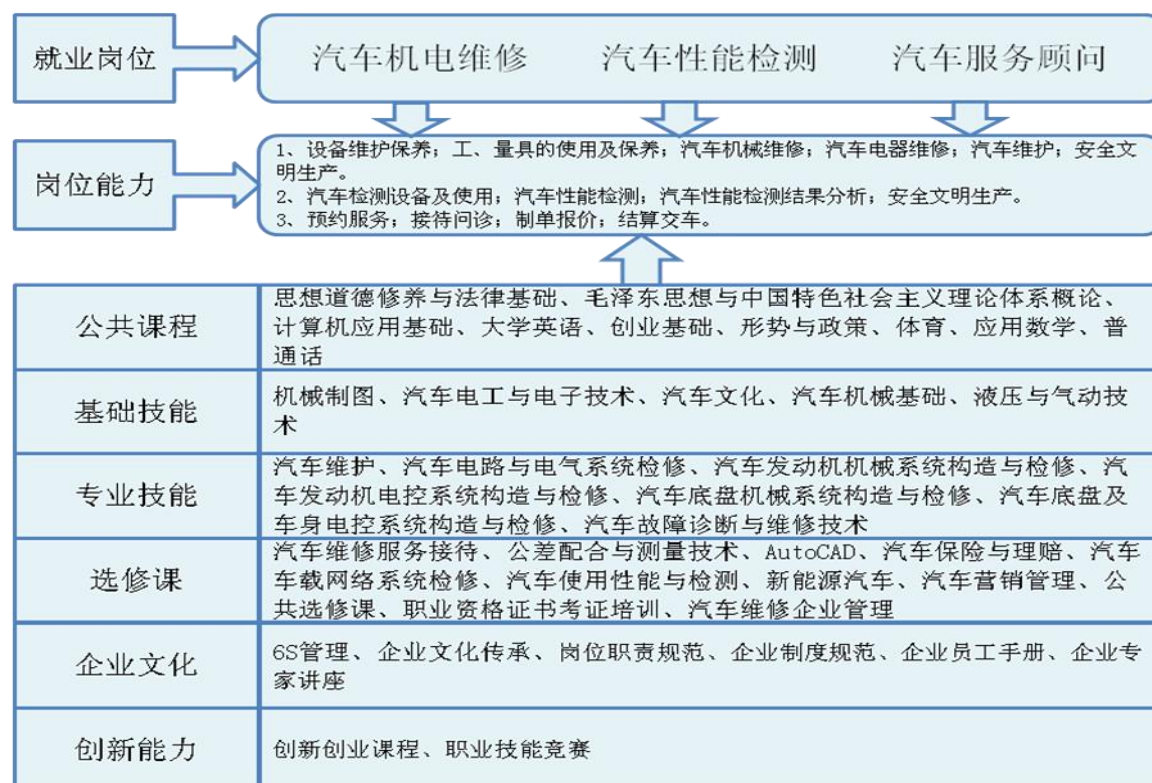 就业岗位
汽车机电维修 汽车性能检测 汽车服务顾问
岗位能力
1、设备维护保养；工、量具的使用及保养；汽车机械维修；汽车电器维修；汽车维护；安全文
明生产。
2、汽车检测设备及使用；汽车性能检测；汽车性能检测结果分析；安全文明生产。
3、预约服务；接待问诊；制单报价；结算交车。
公共课程
思想道德修养与法律基础、毛泽东思想与中国特色社会主义理论体系概论、
计算机应用基础、大学英语、创业基础、形势与政策、体育、应用数学、普
通话
基础技能
机械制图、汽车电工与电子技术、汽车文化、汽车机械基础、液压与气动技
术
专业技能
汽车维护、汽车电路与电气系统检修、汽车发动机机械系统构造与检修、汽
车发动机电控系统构造与检修、汽车底盘机械系统构造与检修、汽车底盘及
车身电控系统构造与检修、汽车故障诊断与维修技术
选修课
汽车维修服务接待、公差配合与测量技术、AutoCAD、汽车保险与理赔、汽车
车载网络系统检修、汽车使用性能与检测、新能源汽车、汽车营销管理、公
共选修课、职业资格证书考证培训、汽车维修企业管理
企业文化
6S管理、企业文化传承、岗位职责规范、企业制度规范、企业员工手册、企业专
家讲座
创新能力
创新创业课程、职业技能竞赛